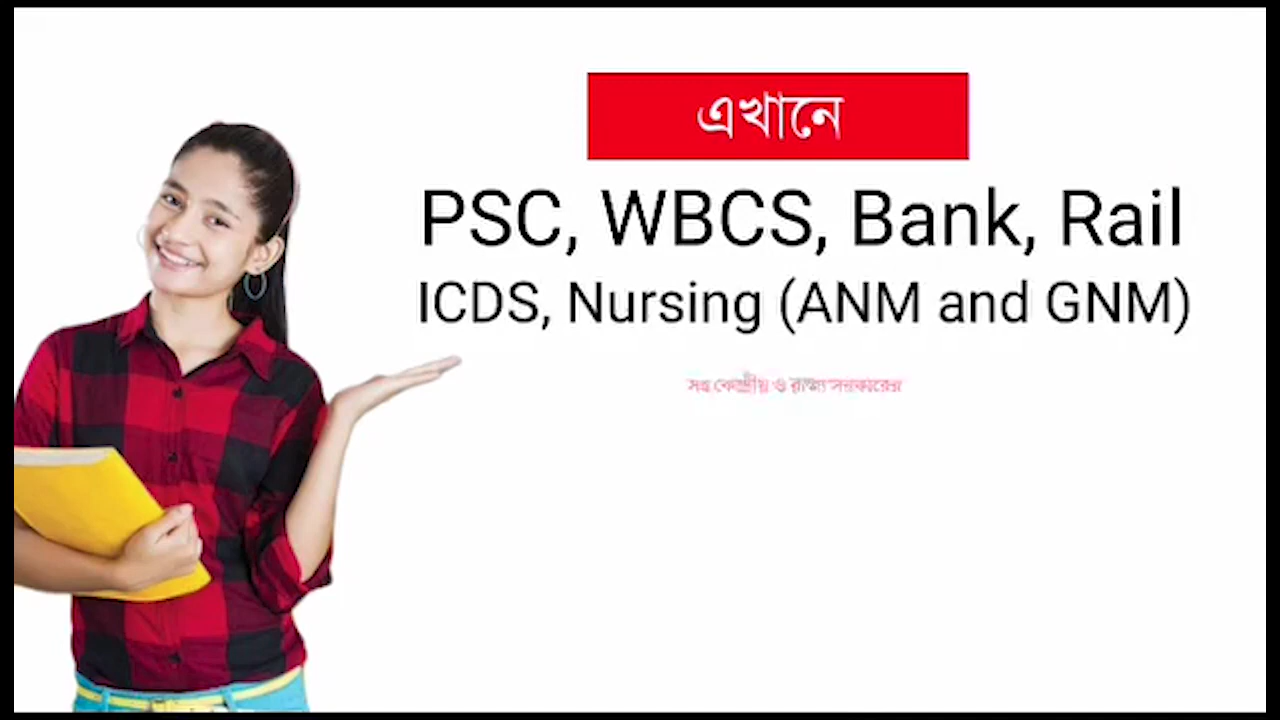 এখানে
PSC, WBCS, Bank, Rail
ICDS, Nursing (ANM and GNM)
সব কেন্দ্রীয় ও রাজ্য সরকারের